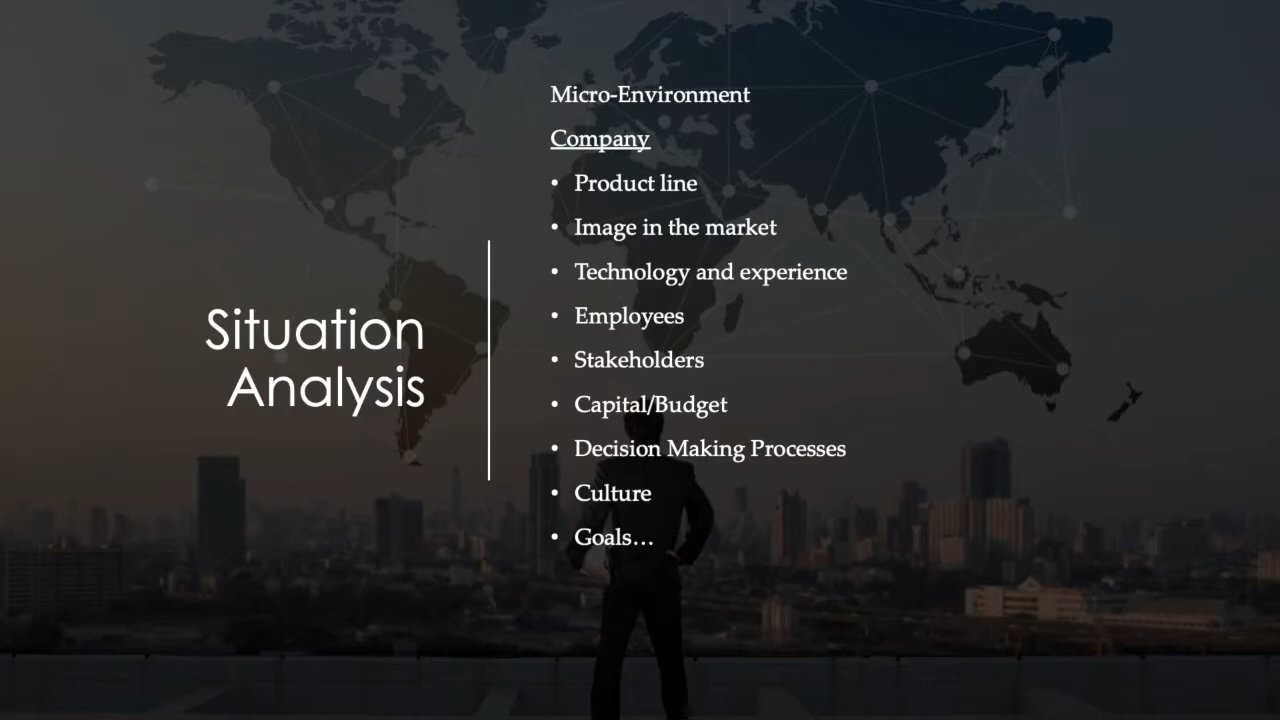 Situation
Analysis
Micro-Environment
Company
• Product line
• Image in the market
• Technology and experience
• Employees
• Stakeholders
• Capital/Budget
• Decision Making Processes
• Culture
• Goals…